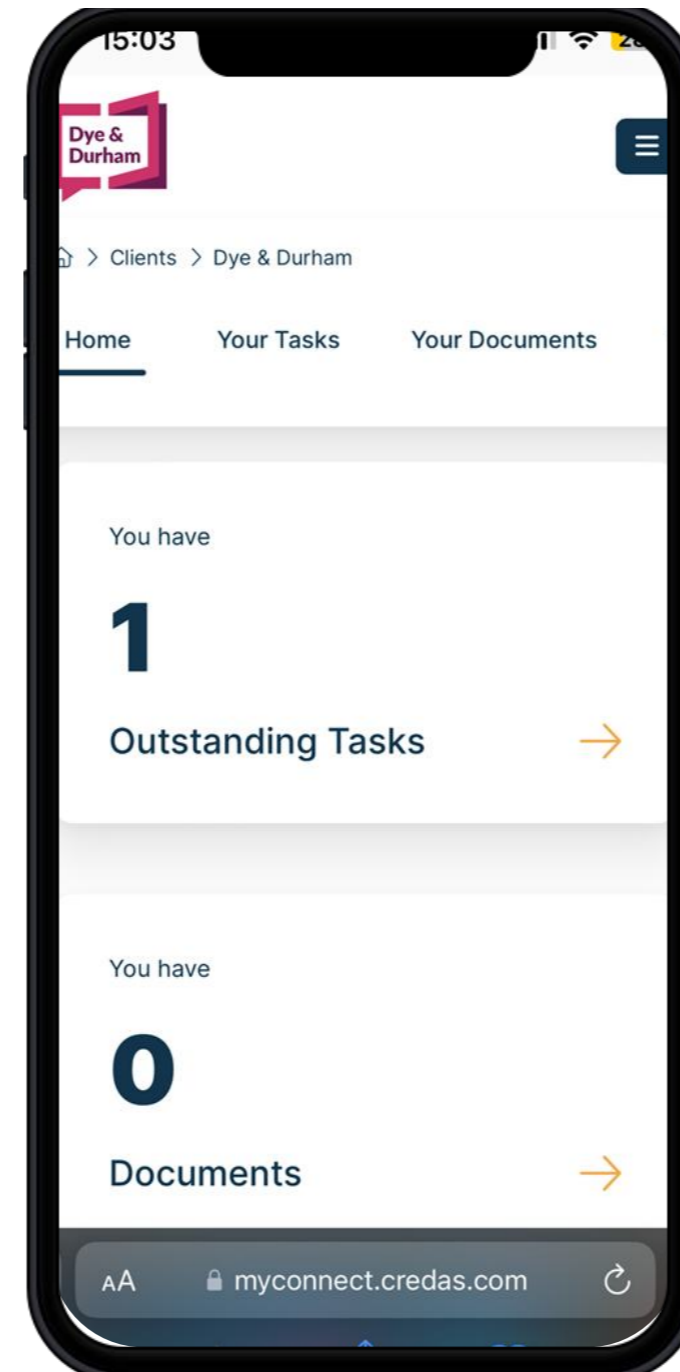 15:03
Dye &
Durham
Clients > Dye & Durham
Home Your Tasks Your Documents
You have
1
Outstanding Tasks
You have
0
Documents
AA myconnect.credas.com